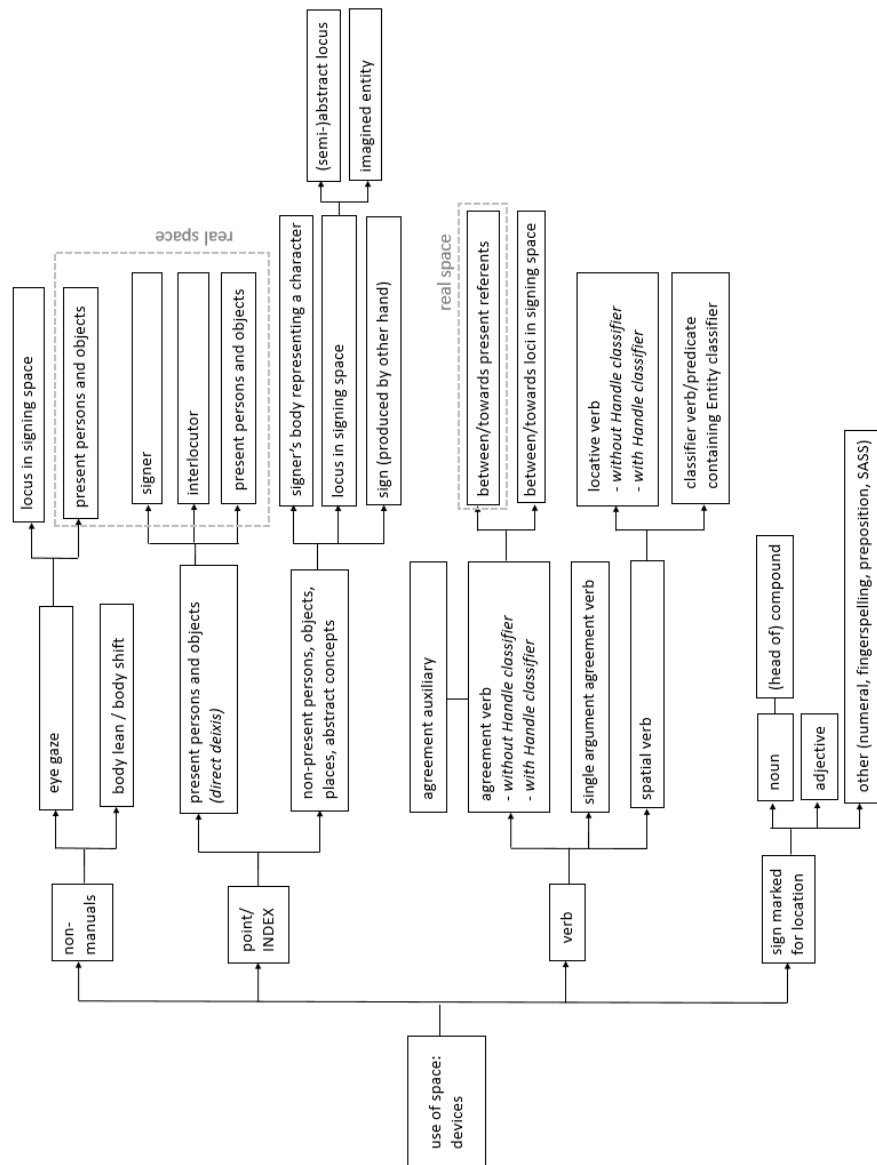 use of space:
devices
non-
manuals
eye gaze
locus in signing space
present persons and objects
body lean / body shift
point/
INDEX
present persons and objects
(direct deixis)
real space
signer
interlocutor
present persons and objects
non-present persons, objects,
places, abstract concepts
signer's body representing a character
locus in signing space
(semi-)abstract locus
imagined entity
sign (produced by other hand)
verb
agreement auxiliary
agreement verb
- without Handle classifier
- with Handle classifier
real space
between/towards present referents
between/towards loci in signing space
single argument agreement verb
spatial verb
locative verb
- without Handle classifier
- with Handle classifier
classifier verb/predicate
containing Entity classifier
sign marked
for location
noun
(head of) compound
adjective
other (numeral, fingerspelling, preposition, SASS)